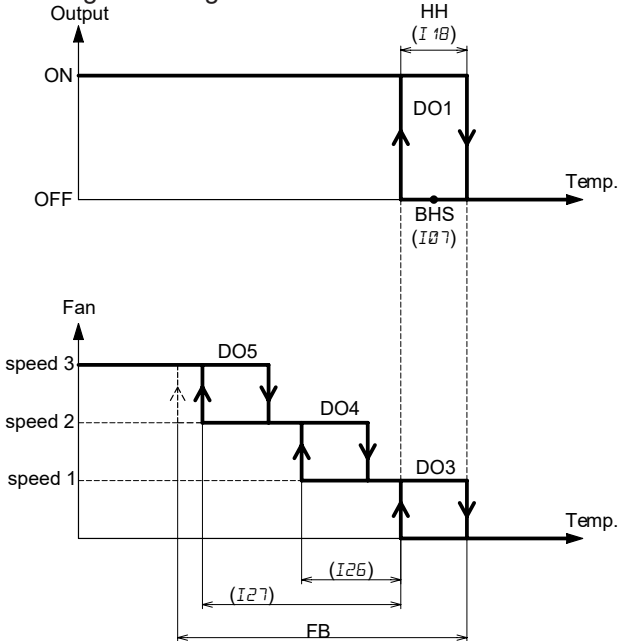 Output
HH
(I18)
ON
DO1
OFF
Temp.
BHS
(I07)
Fan
speed 3
DO5
speed 2
DO4
speed 1
DO3
Temp.
(I26)
(I27)
FB